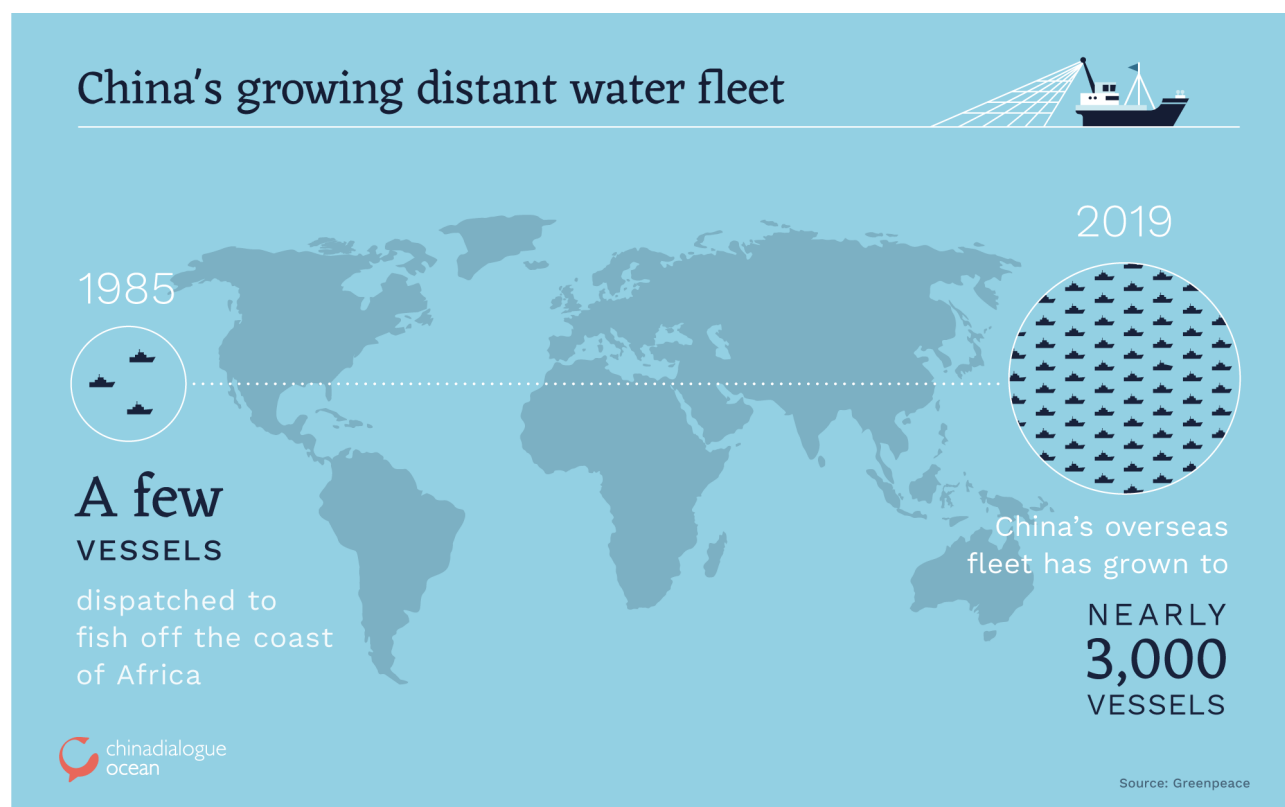 China's growing distant water fleet
1985
A few
VESSELS
dispatched to
fish off the coast
of Africa
2019
China's overseas
fleet has grown to
NEARLY
3,000
VESSELS
chinadialogue
ocean
Source: Greenpeace